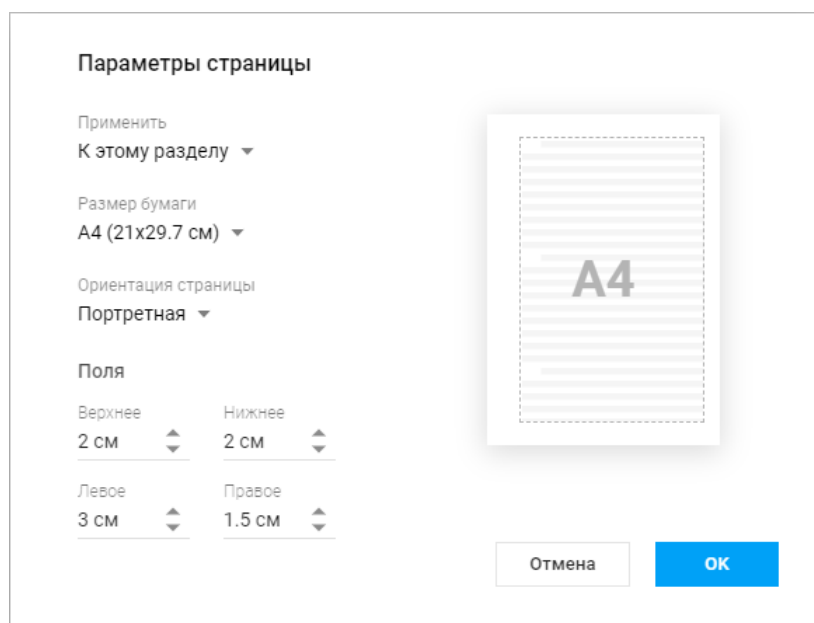 Параметры страницы
Применить
К этому разделу
Размер бумаги
A4 (21x29.7 см)
Ориентация страницы
Портретная
Поля
Верхнее Нижнее
2 см 2 см
Левое Правое
3 см 1.5 см
A4
Отмена OK